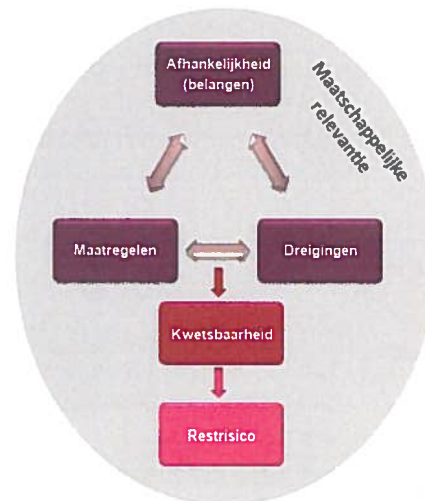 Afhankelijkheid
(belangen)
Maatschappelijke
relevantie
Maatregelen
Dreigingen
Kwetsbaarheid
Restrisico